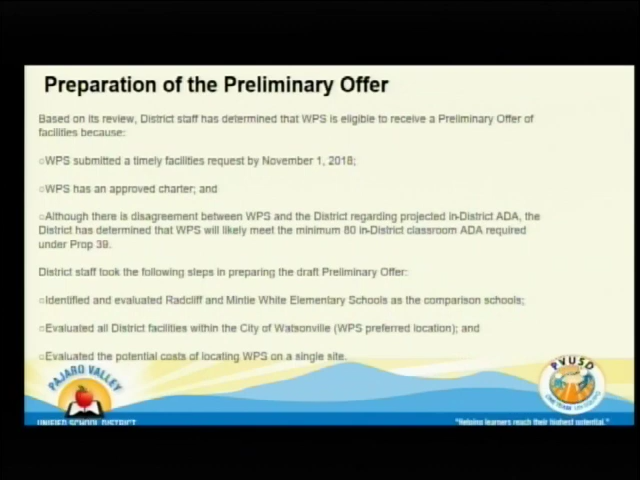 Preparation of the Preliminary Offer
Based on its review, District staff has determined that WPS is eligible to receive a Preliminary Offer of
facilities because:
○WPS submitted a timely facilities request by November 1, 2018;
○WPS has an approved charter; and
○Although there is disagreement between WPS and the District regarding projected in-District ADA, the
District has determined that WPS will likely meet the minimum 80 in-District classroom ADA required
under Prop 39.
District staff took the following steps in preparing the draft Preliminary Offer:
○Identified and evaluated Radcliff and Mintie White Elementary Schools as the comparison schools;
○Evaluated all District facilities within the City of Watsonville (WPS preferred location); and
○Evaluated the potential costs of locating WPS on a single site.
PAJARO VALLEY
UNIFIED SCHOOL DISTRICT
PVUSD
"Helping learners reach their highest potential."